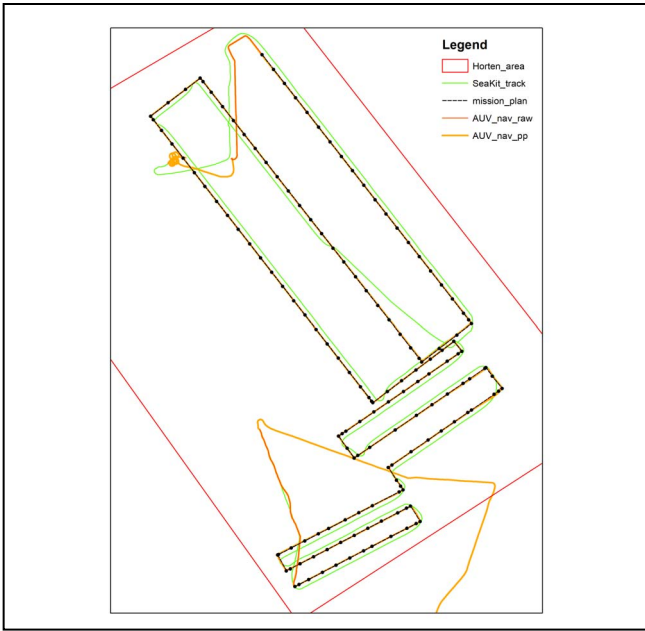 Legend
Horten_area
SeaKit_track
mission_plan
AUV_nav_raw
AUV_nav_pp